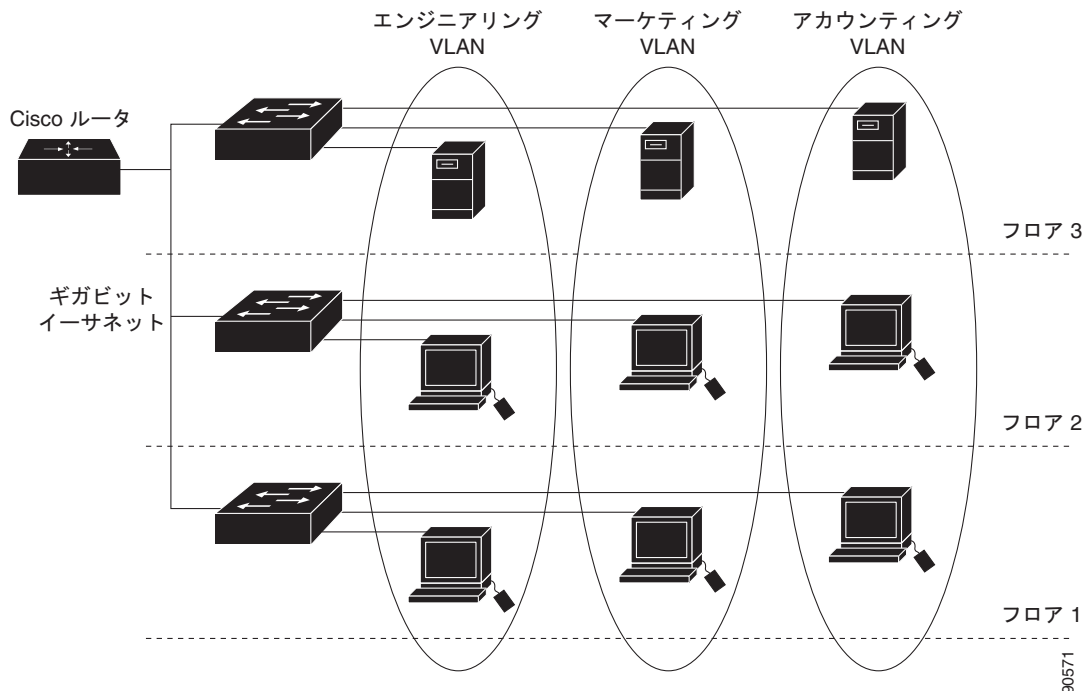 エンジニアリング
VLAN
マーケティング
VLAN
アカウンティング
VLAN
Cisco ルータ
フロア 3
ギガビット
イーサネット
フロア 2
フロア 1
90571